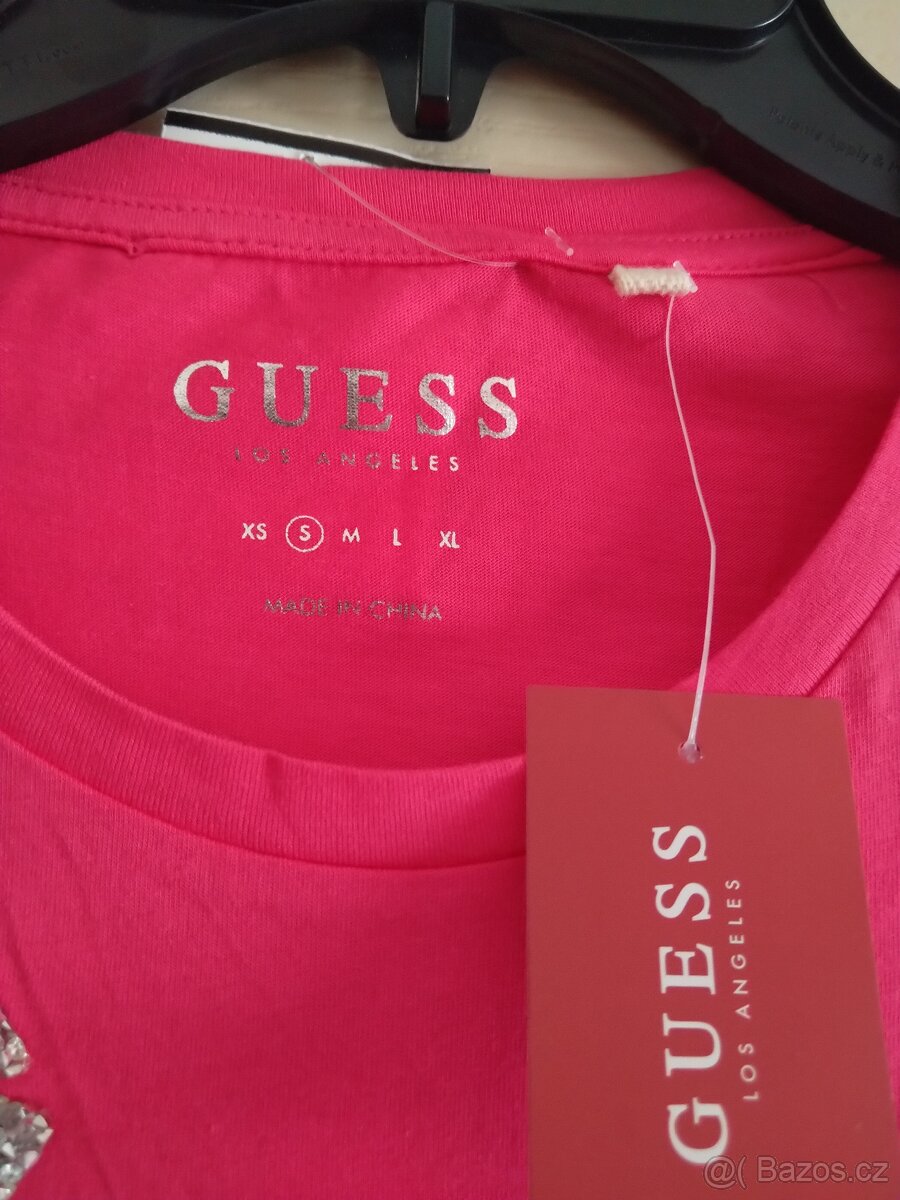 GUESS
LOS ANGELES
XS S M L XL
MADE IN CHINA
GUESS
LOS ANGELES
@( Bazos.cz